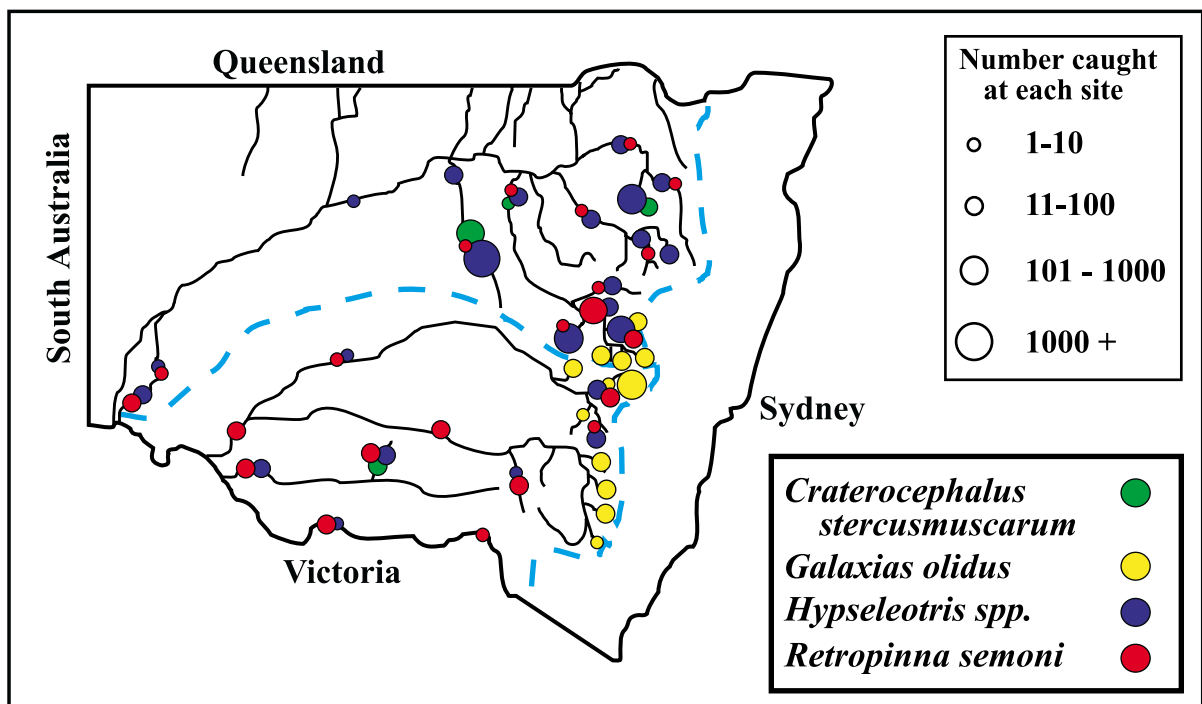 Queensland
South Australia
Victoria
Sydney
Number caught
at each site
1-10
11-100
101 - 1000
1000 +
Craterocephalus
stercusmuscarum
Galaxias olidus
Hypseleotris spp.
Retropinna semoni